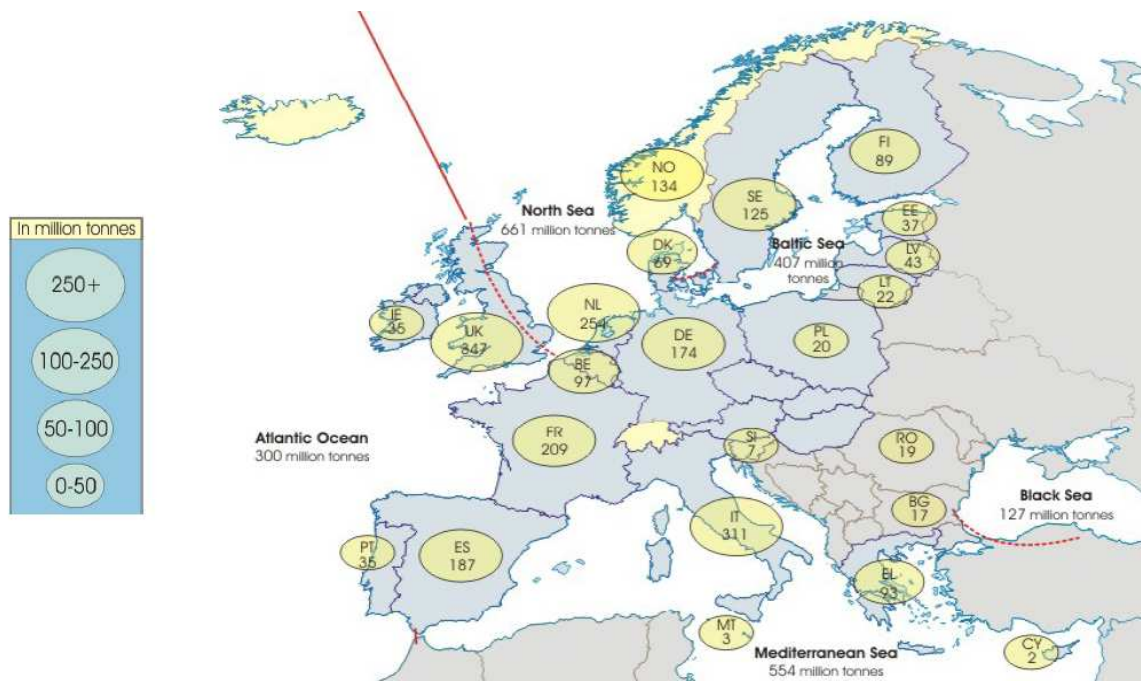 In million tonnes
250+
100-250
50-100
0-50
NO
134
FI
89
SE
125
North Sea
661 million tonnes
EE
37
DK
69
Baltic Sea
407 million
tonnes
LV
43
LT
22
NL
254
IE
35
UK
347
DE
174
PL
20
BE
97
Atlantic Ocean
300 million tonnes
FR
209
SI
7
RO
19
Black Sea
127 million tonnes
BG
17
IT
311
PT
35
ES
187
EL
93
MT
3
Mediterranean Sea
554 million tonnes
CY
2